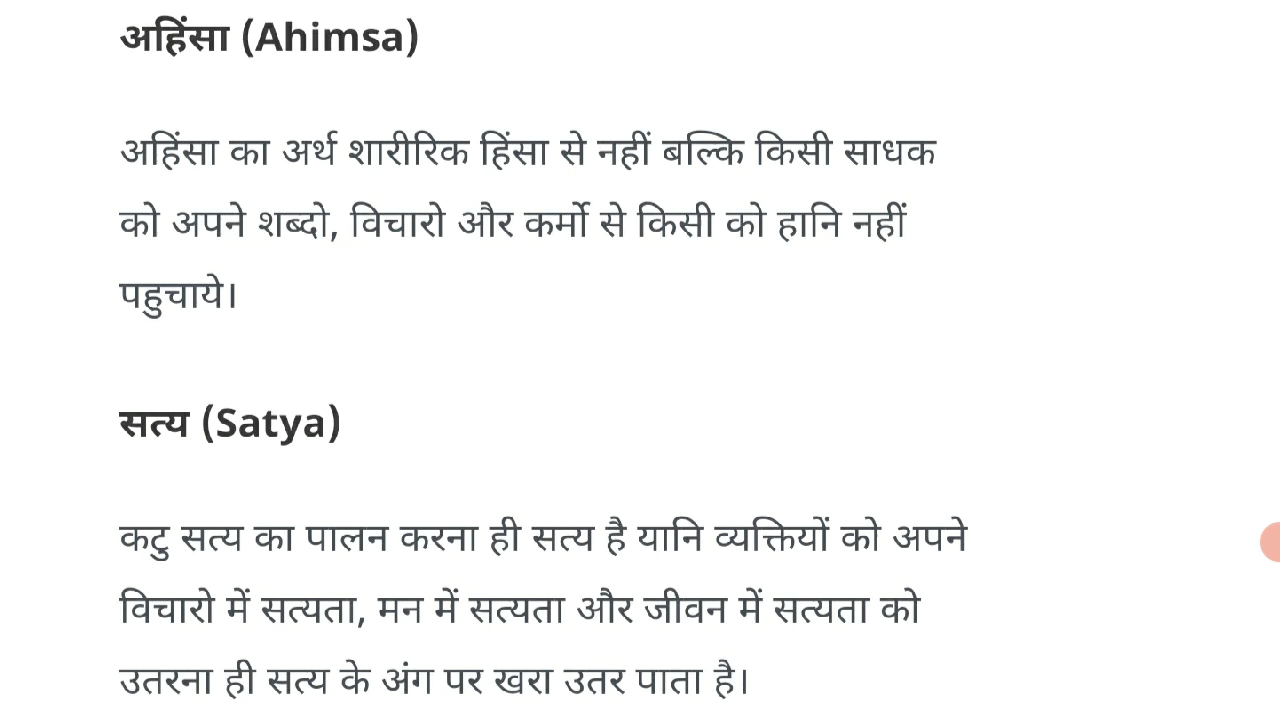 अहिंसा (Ahimsa)
अहिंसा का अर्थ शारीरिक हिंसा से नहीं बल्कि किसी साधक
को अपने शब्दो, विचारो और कर्मो से किसी को हानि नहीं
पहुचाये।
सत्य (Satya)
कटु सत्य का पालन करना ही सत्य है यानि व्यक्तियों को अपने
विचारो में सत्यता, मन में सत्यता और जीवन में सत्यता को
उतरना ही सत्य के अंग पर खरा उतर पाता है।